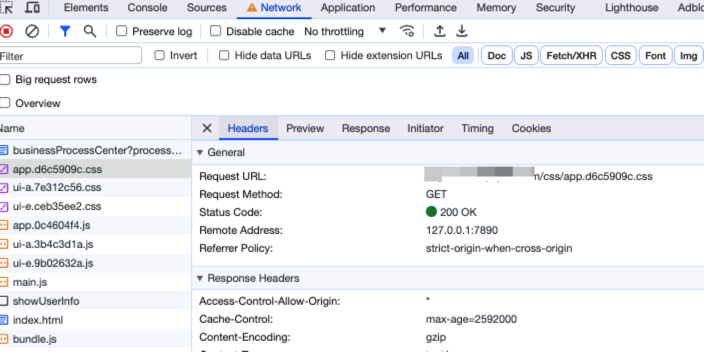 Elements Console Sources Network Application Performance Memory Security Lighthouse Adblo
Preserve log Disable cache No throttling
Filter Invert Hide data URLs Hide extension URLs All Doc JS Fetch/XHR CSS Font Img
Big request rows
Overview
Name Headers Preview Response Initiator Timing Cookies
businessProcessCenter?process...
app.d6c5909c.css
ui-a.7e312c56.css
ui-e.ceb35ee2.css
app.0c4604f4.js
ui-a.3b4c3d1a.js
ui-e.9b02632a.js
main.js
showUserInfo
index.html
bundle.js
General
Request URL: n/css/app.d6c5909c.css
Request Method: GET
Status Code: 200 OK
Remote Address: 127.0.0.1:7890
Referrer Policy: strict-origin-when-cross-origin
Response Headers
Access-Control-Allow-Origin: *
Cache-Control: max-age=2592000
Content-Encoding: gzip